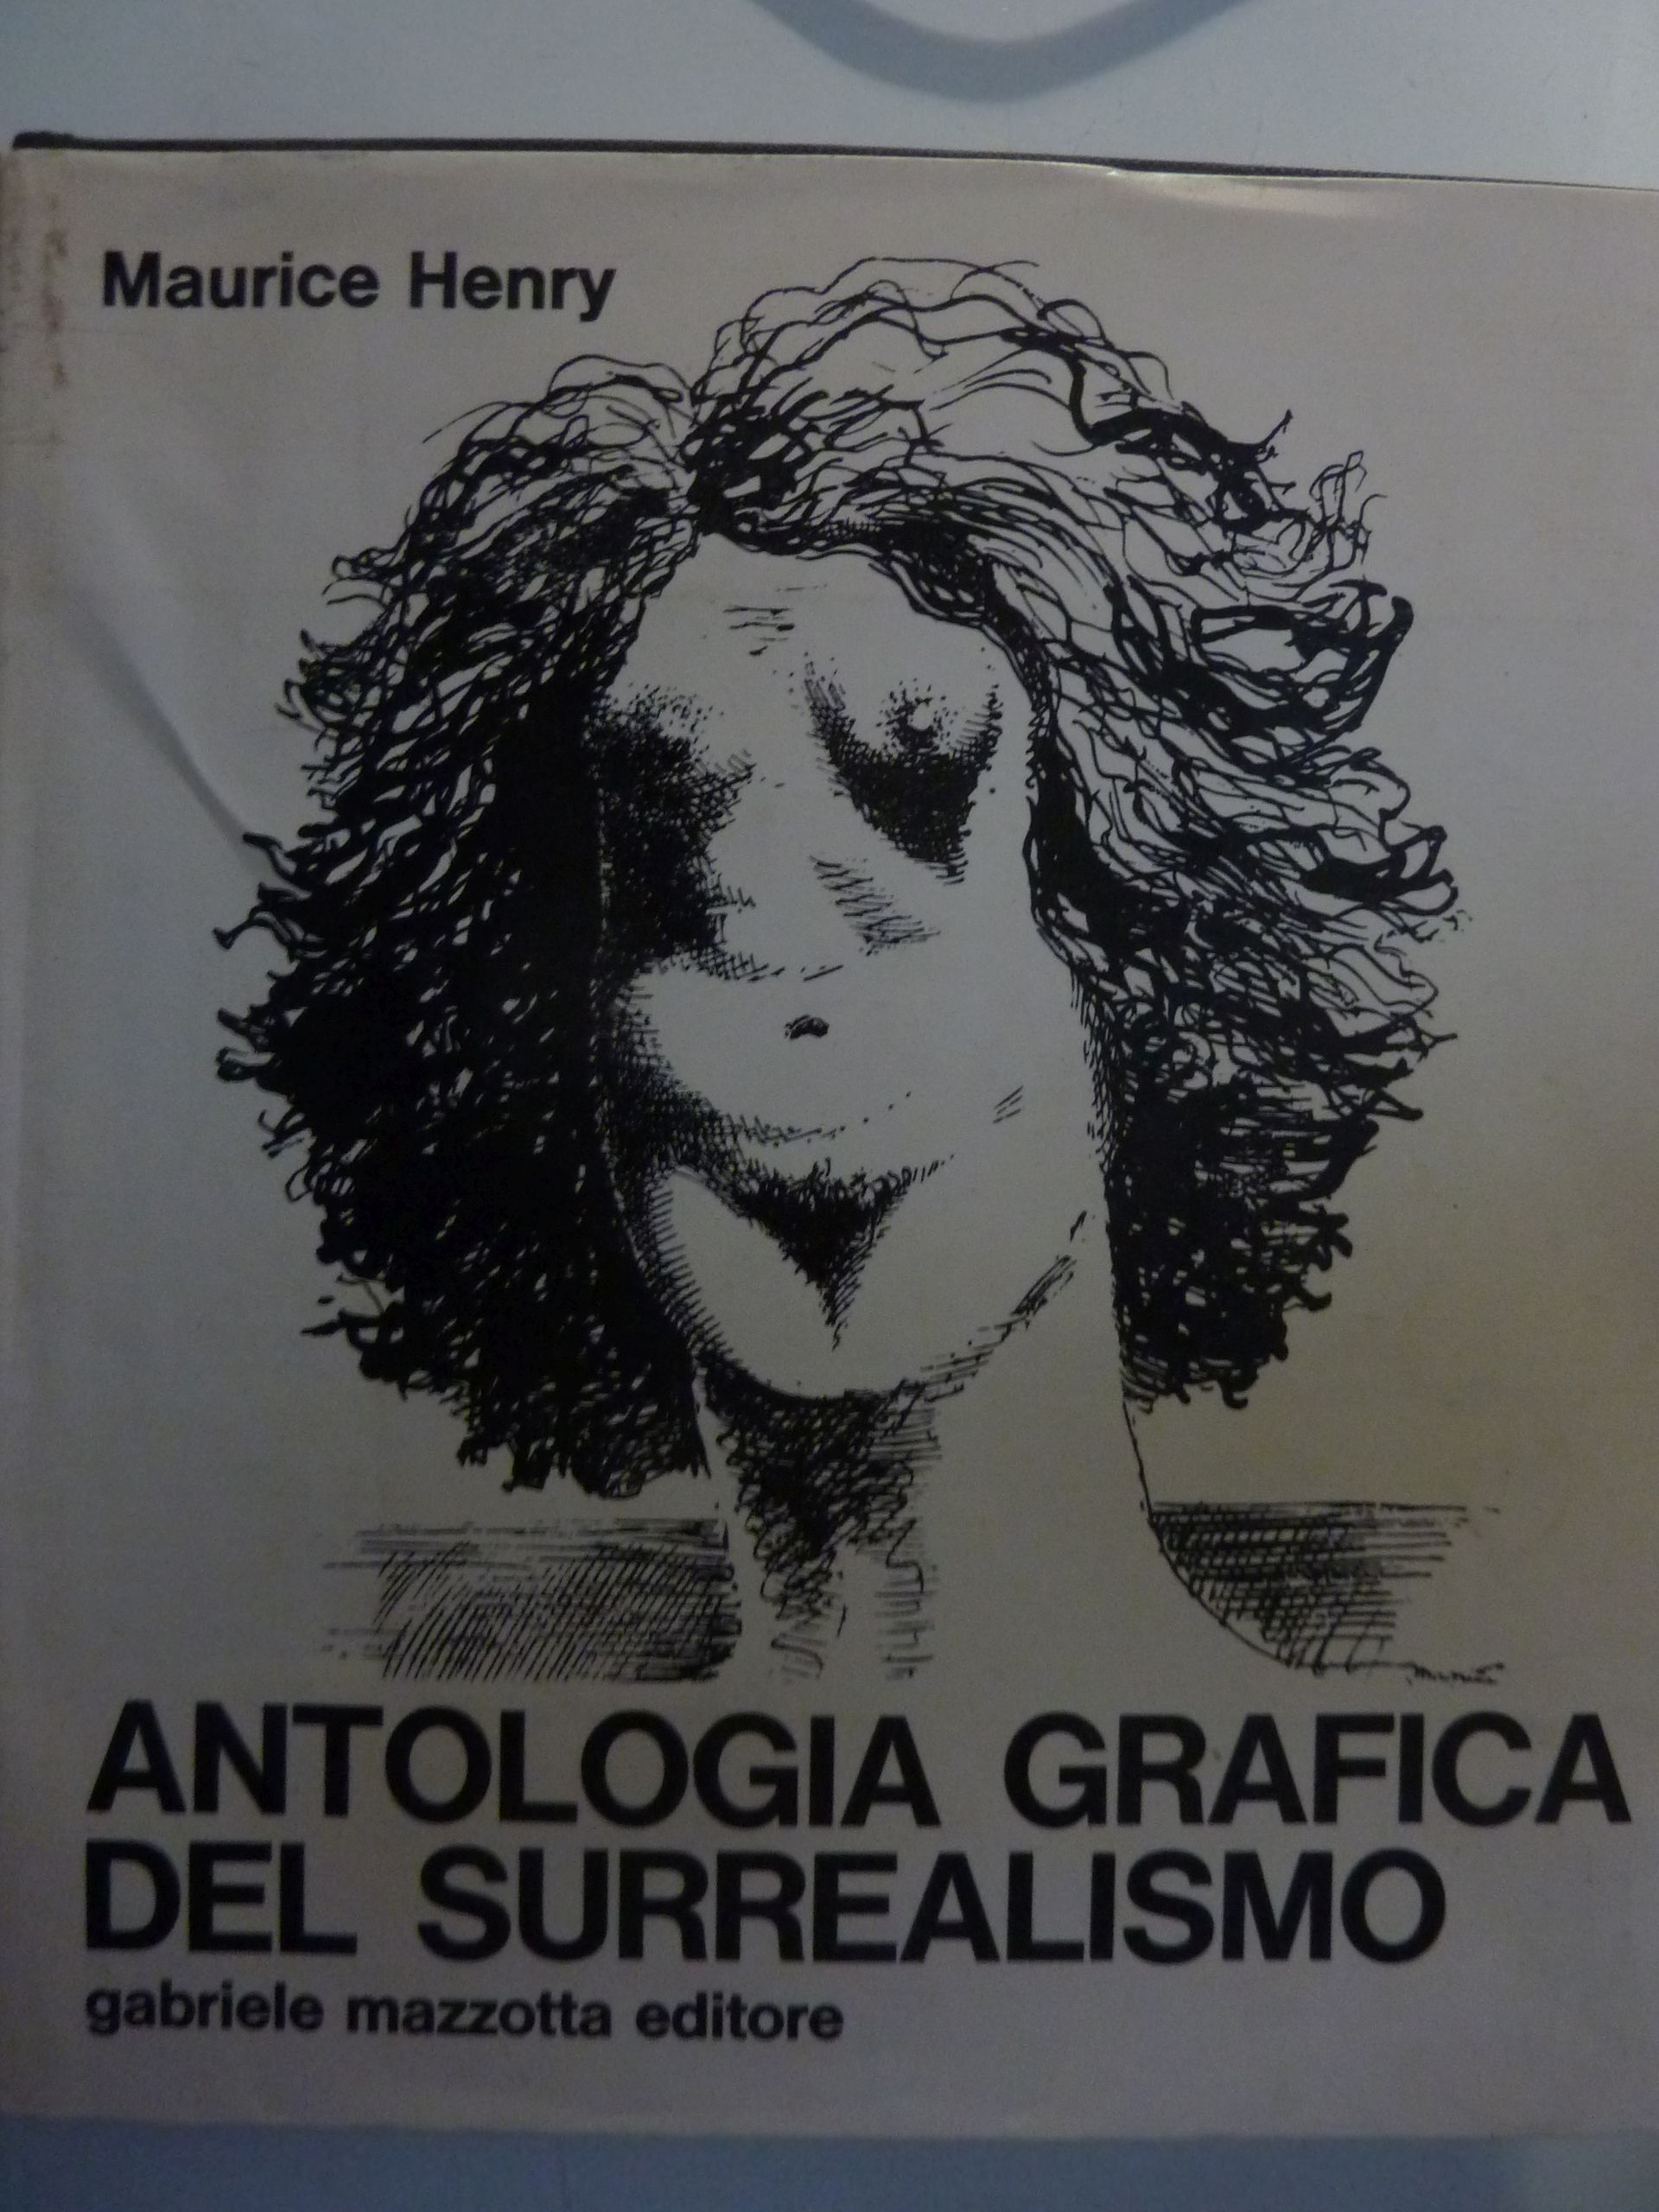 Maurice Henry
ANTOLOGIA GRAFICA
DEL SURREALISMO
gabriele mazzotta editore